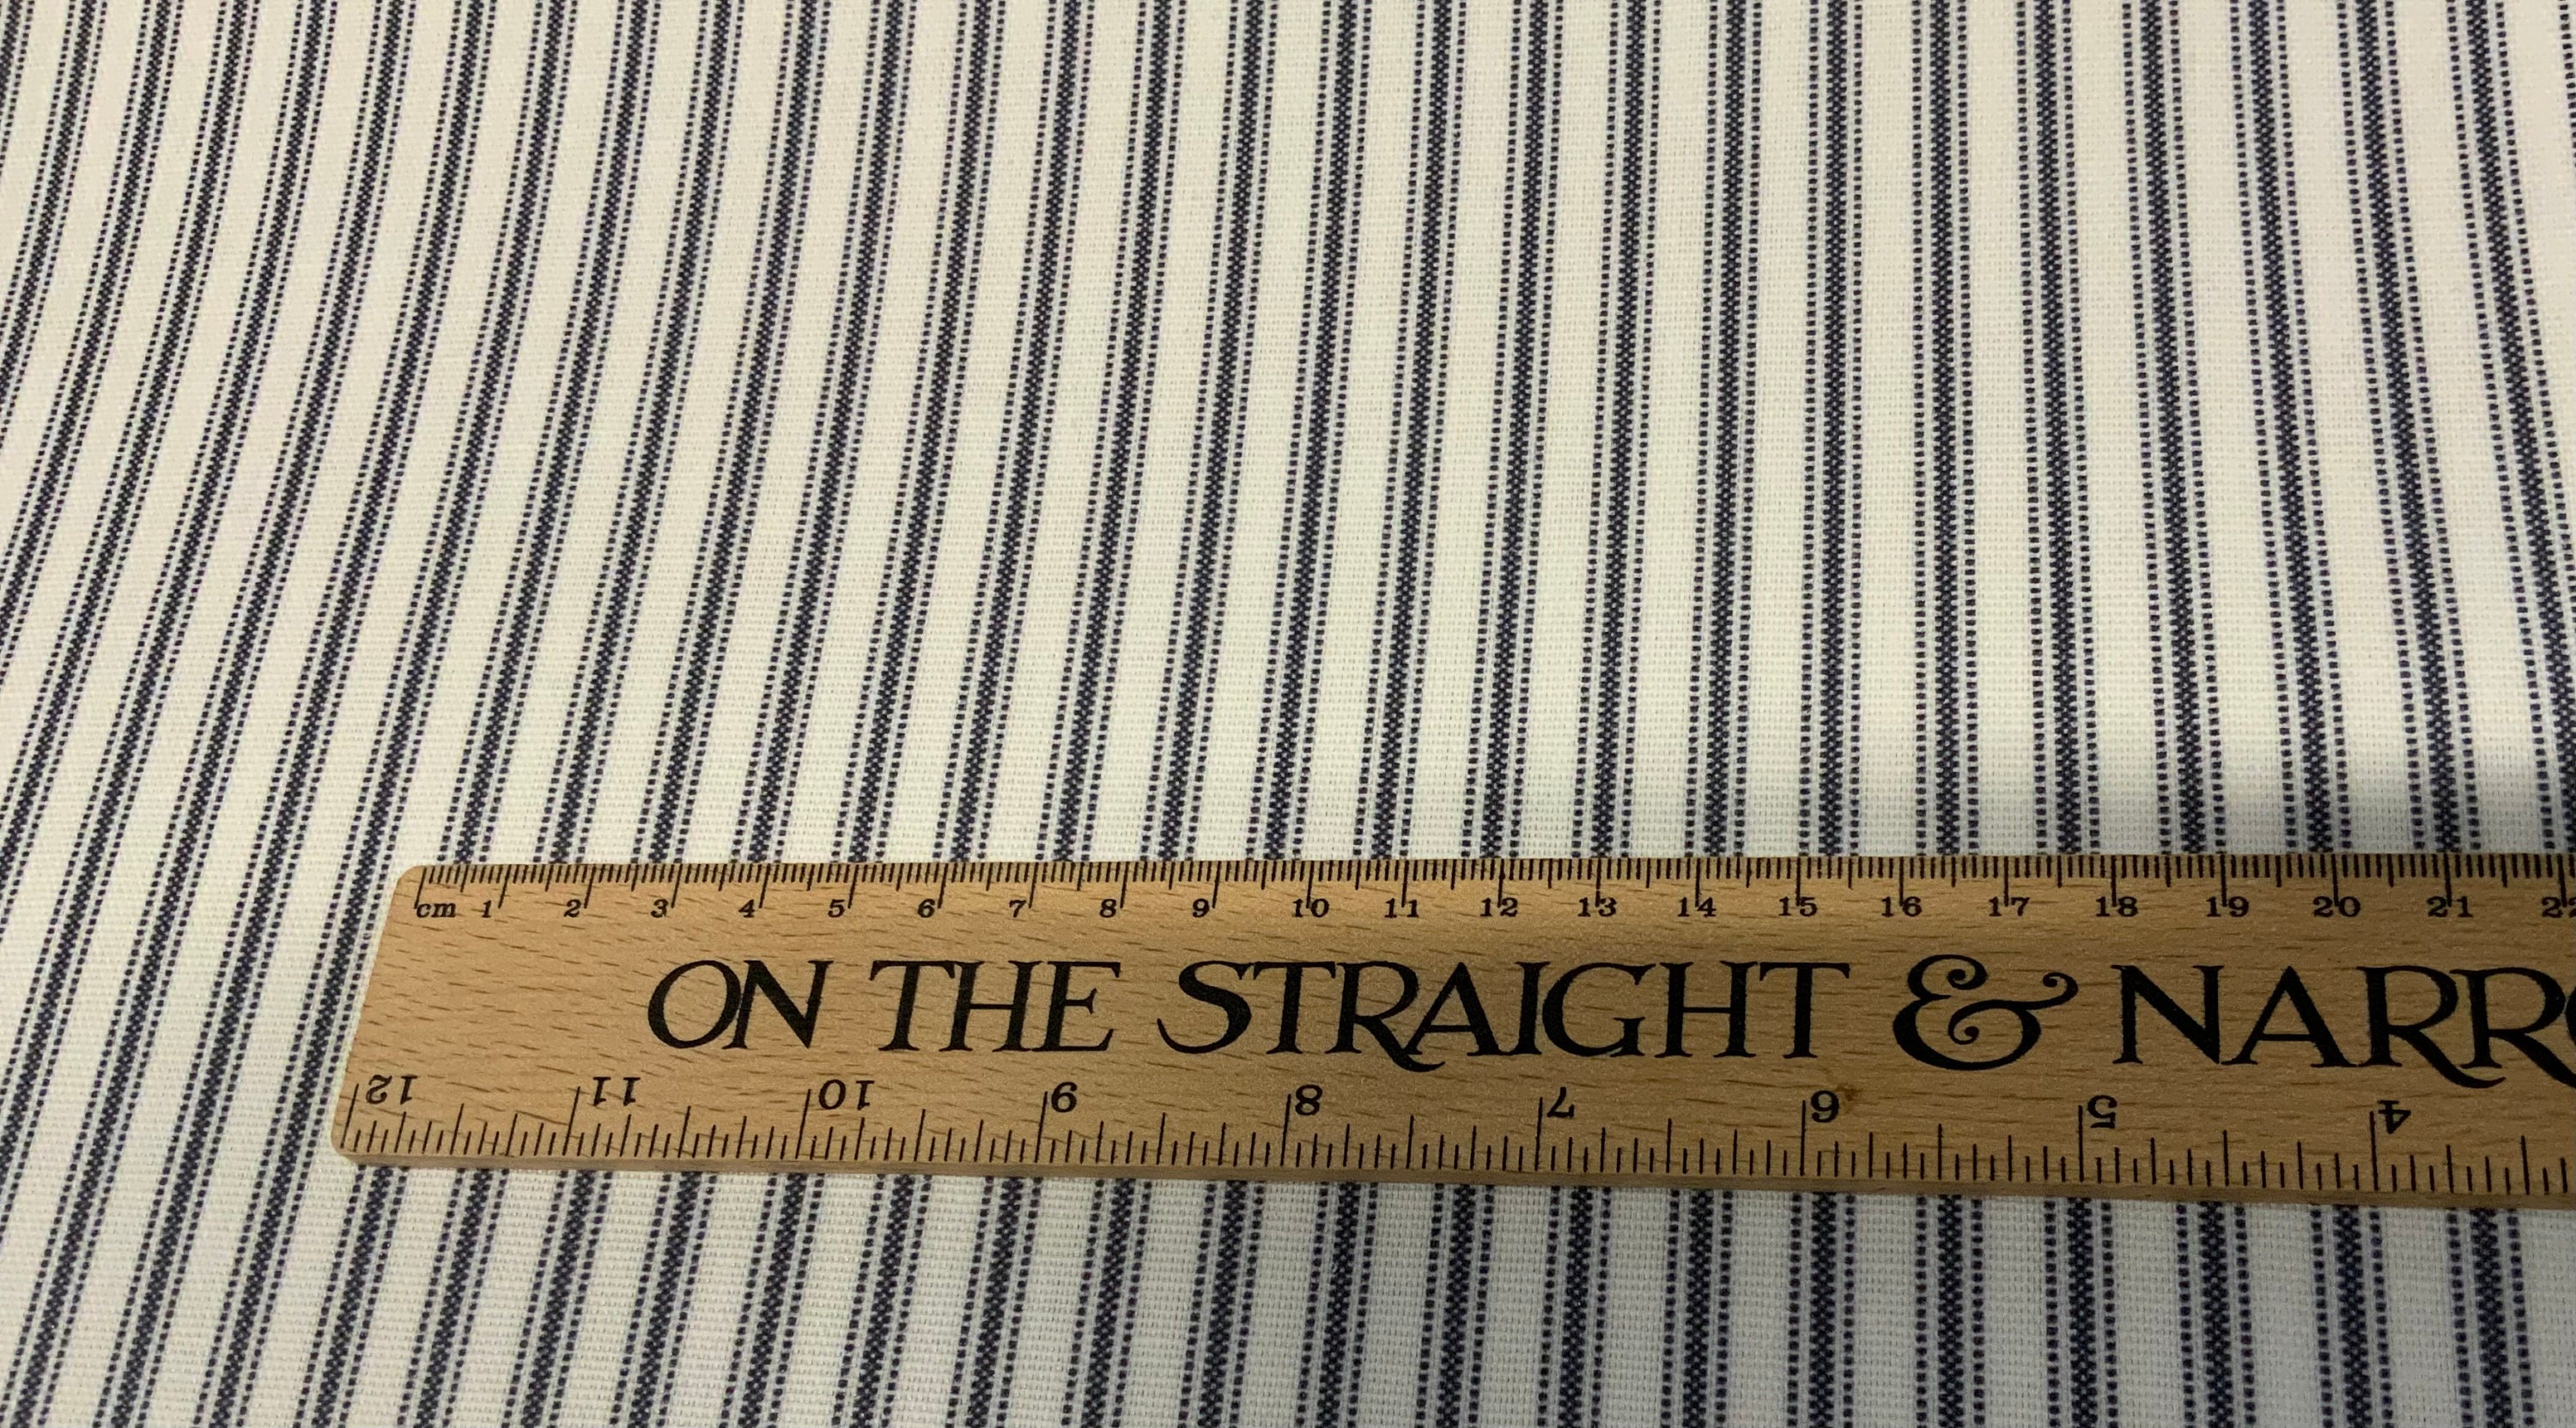 cm 1 2 3 4 5 6 7 8 9 10 11 12 13 14 15 16 17 18 19 20 21
ON THE STRAIGHT & NARR
12 11 10 9 8 7 6 5 4